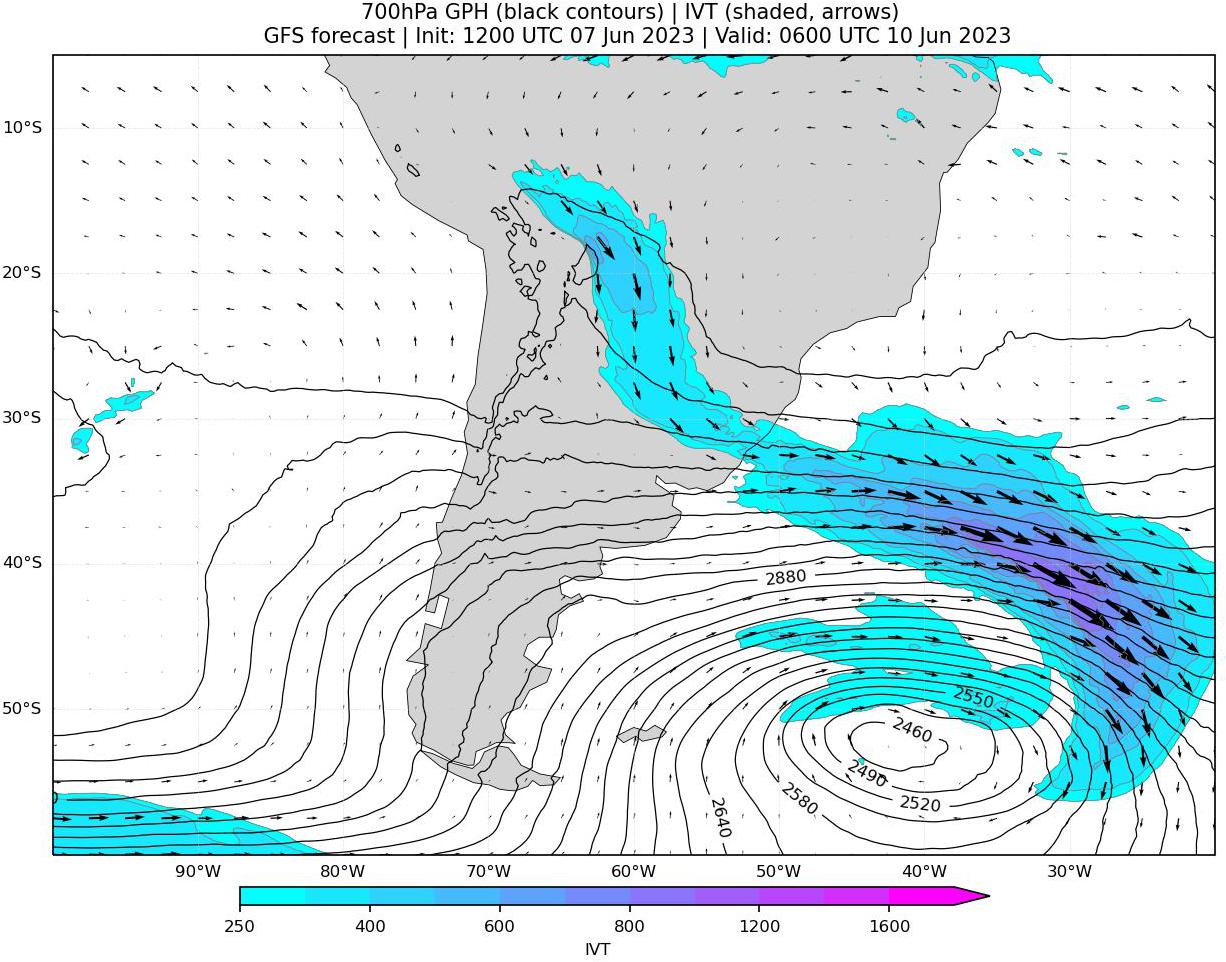 700hPa GPH (black contours) | IVT (shaded, arrows)
GFS forecast | Init: 1200 UTC 07 Jun 2023 | Valid: 0600 UTC 10 Jun 2023
10°S
20°S
30°S
40°S
50°S
2880
2550
2460
2490
2520
2580
2640
90°W
80°W
70°W
60°W
50°W
40°W
30°W
250
400
600
800
1200
1600
IVT